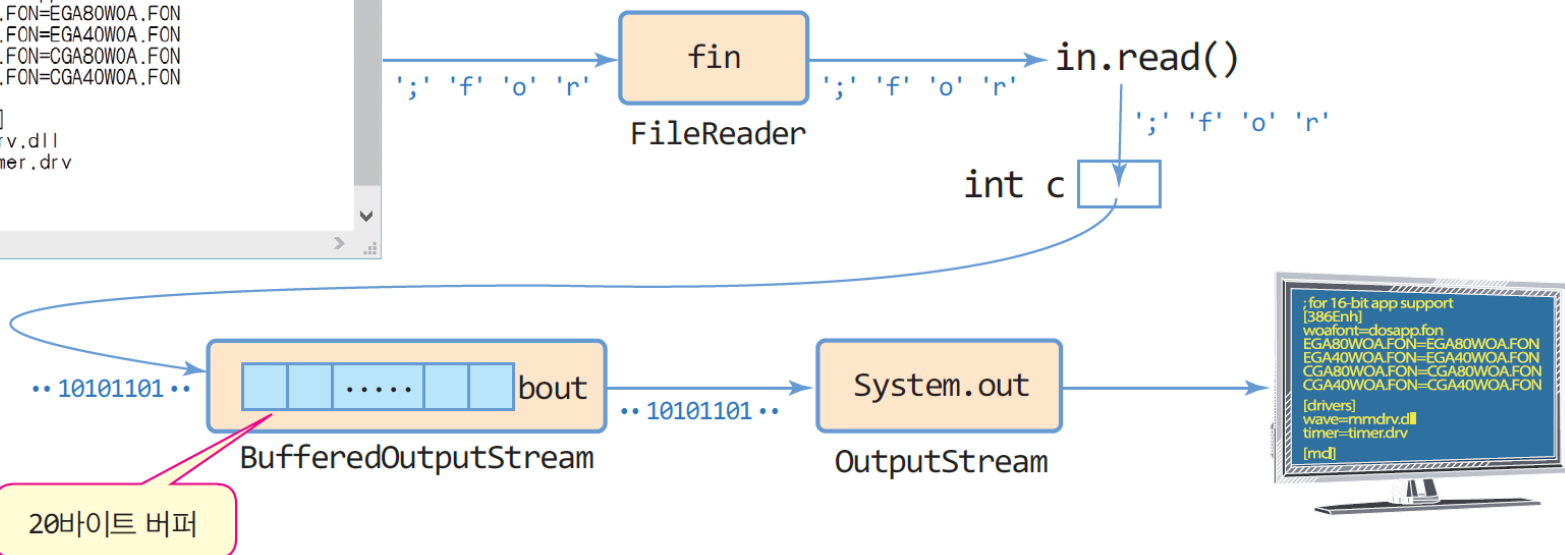 .FON=EGA80WOA.FON
.FON=EGA40WOA.FON
.FON=CGA80WOA.FON
.FON=CGA40WOA.FON
]
rv.dll
mer.drv
';' 'f' 'o' 'r'
fin
FileReader
';' 'f' 'o' 'r'
in.read()
';' 'f' 'o' 'r'
int c
•• 10101101 ••
..... bout
BufferedOutputStream
20바이트 버퍼
•• 10101101 ••
System.out
OutputStream
;for 16-bit app support
[386Enh]
woafont=dosapp.fon
EGA80WOA.FON=EGA80WOA.FON
EGA40WOA.FON=EGA40WOA.FON
CGA80WOA.FON=CGA80WOA.FON
CGA40WOA.FON=CGA40WOA.FON
[drivers]
wave=mmdrv.dll
timer=timer.drv
[mci]